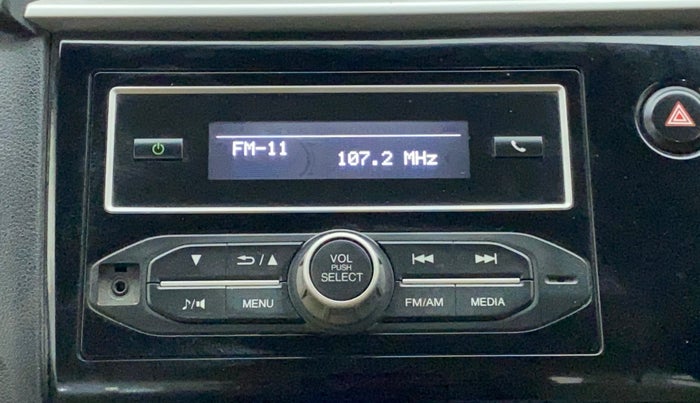 FM-11
107.2 MHz
VOL
PUSH
SELECT
MENU
FM/AM
MEDIA